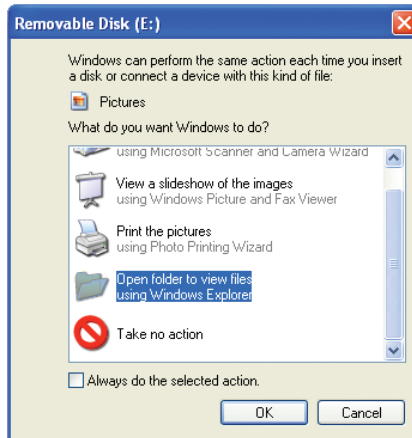 Removable Disk (E:)
Windows can perform the same action each time you insert
a disk or connect a device with this kind of file:
Pictures
What do you want Windows to do?
using Microsoft Scanner and Camera Wizard
View a slideshow of the images
using Windows Picture and Fax Viewer
Print the pictures
using Photo Printing Wizard
Open folder to view files
using Windows Explorer
Take no action
Always do the selected action.
OK
Cancel